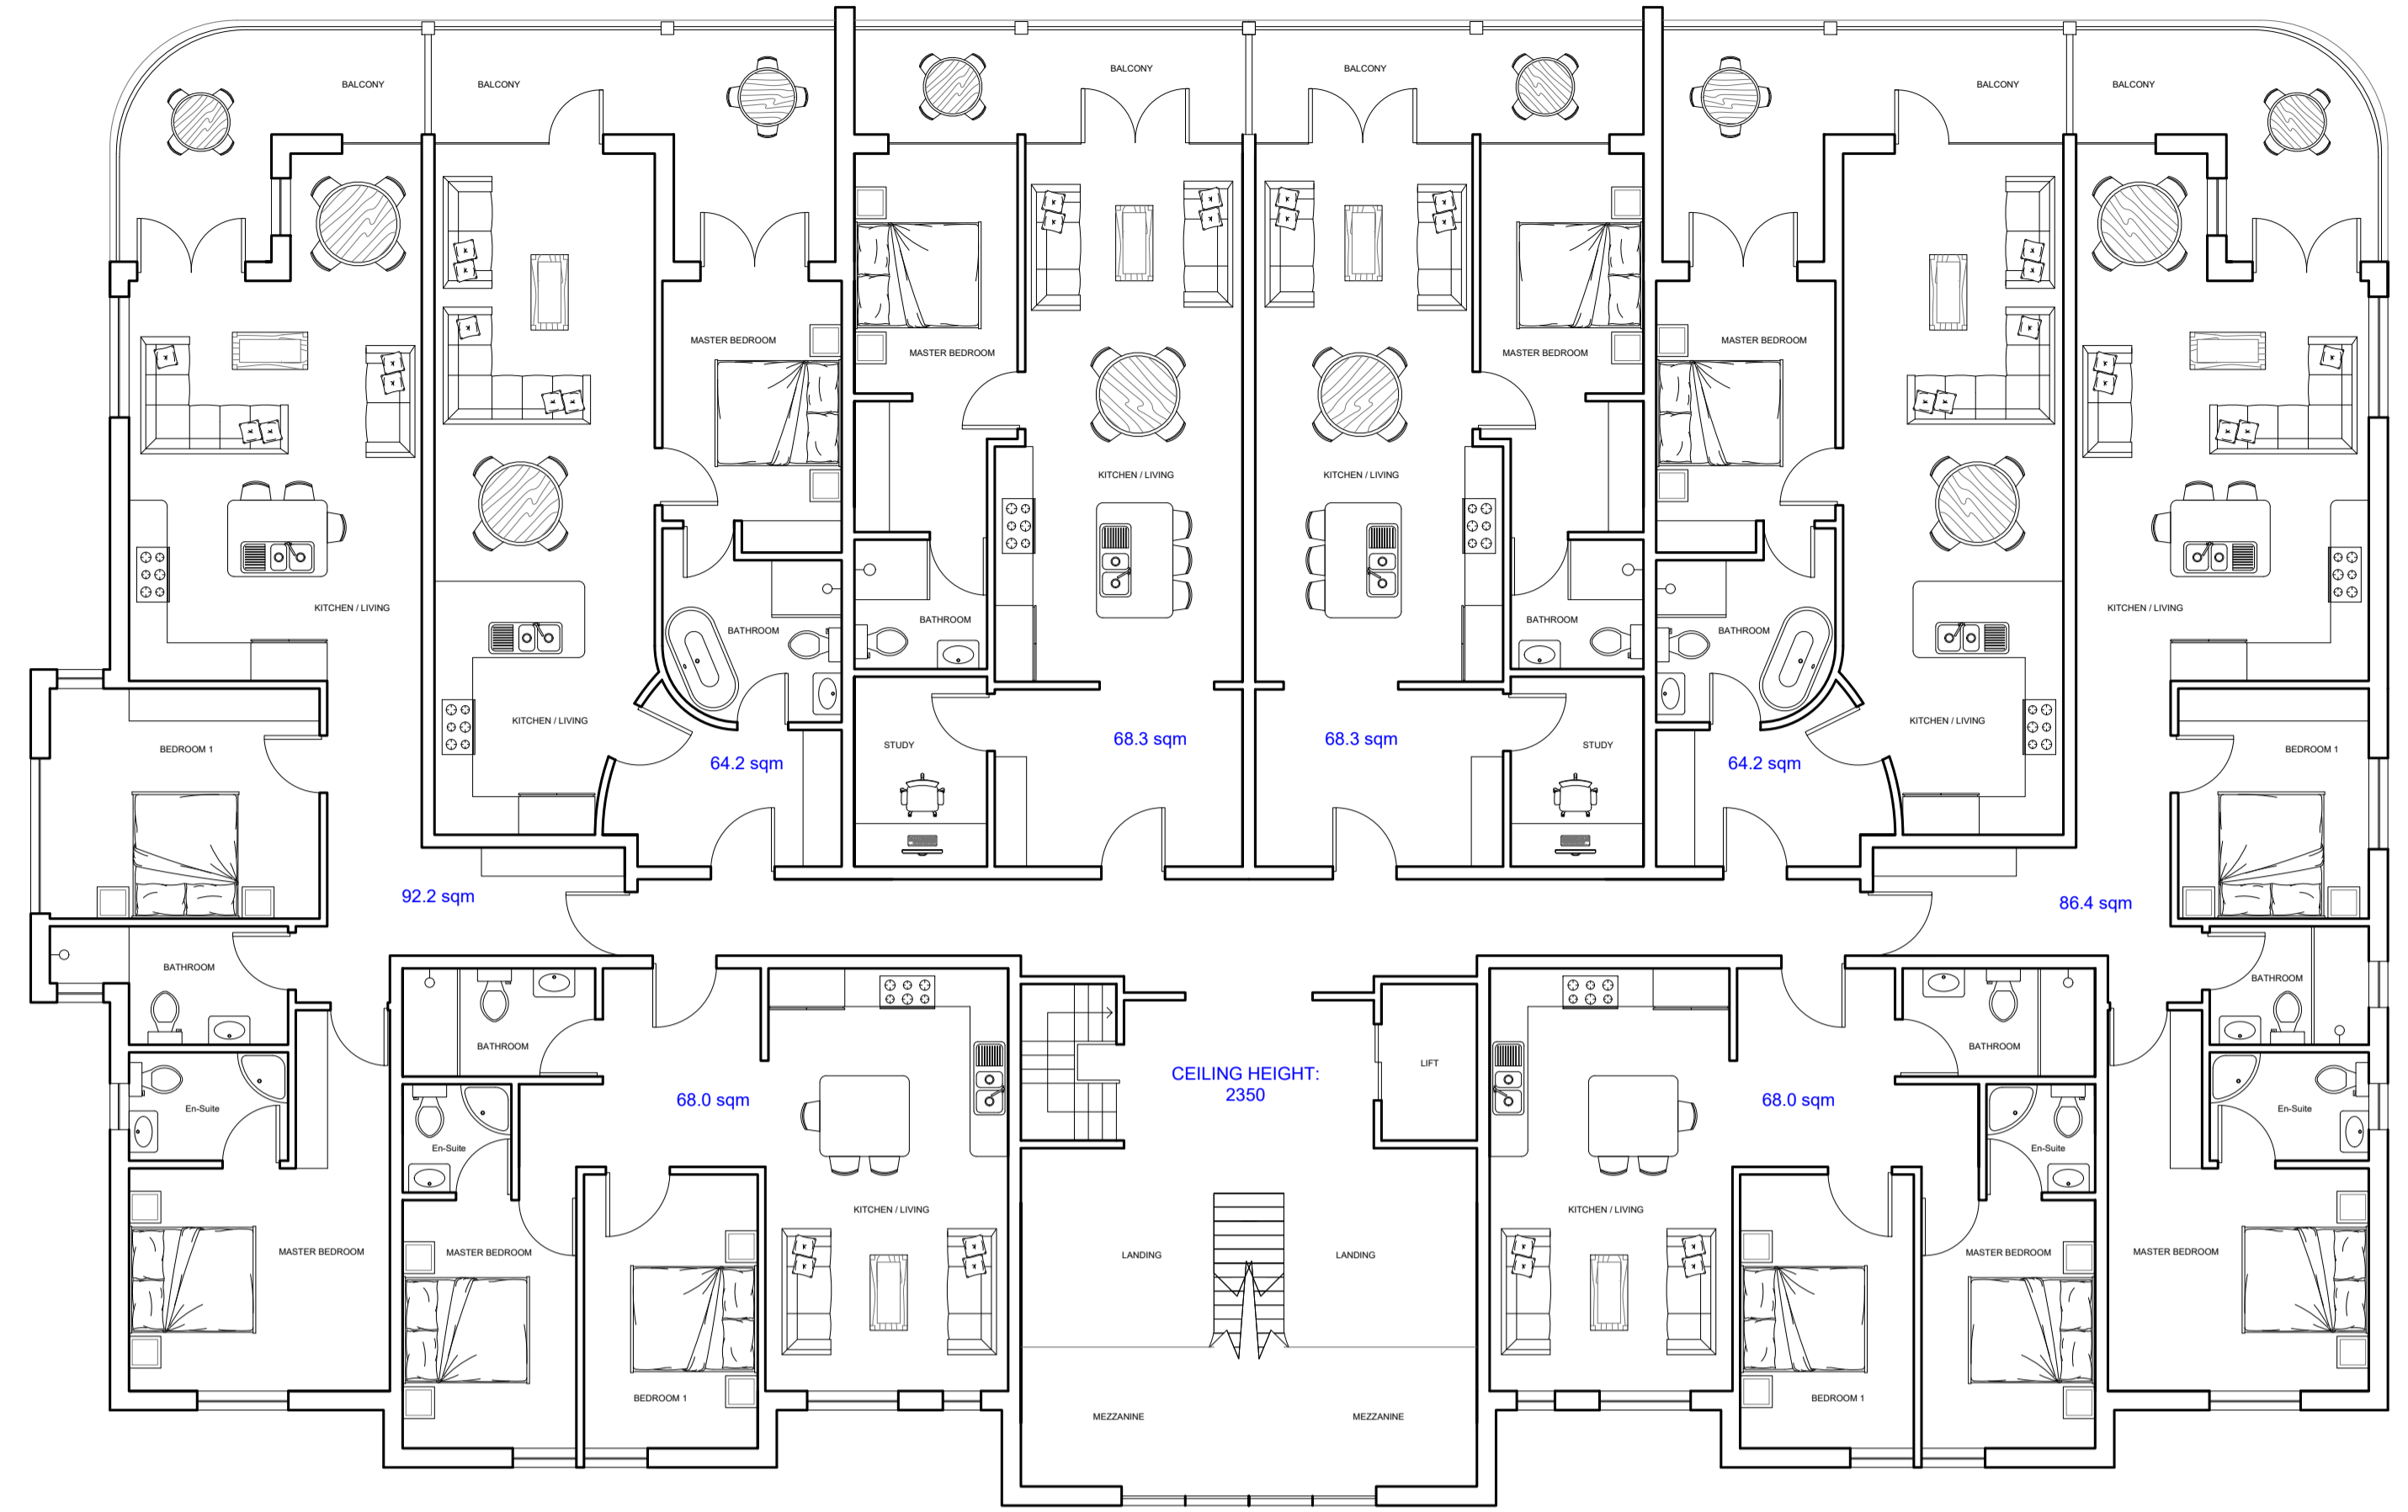 BALCONY
BALCONY
BALCONY
BALCONY
BALCONY
BALCONY
MASTER BEDROOM
MASTER BEDROOM
MASTER BEDROOM
MASTER BEDROOM
KITCHEN / LIVING
KITCHEN / LIVING
KITCHEN / LIVING
KITCHEN / LIVING
BATHROOM
BATHROOM
BATHROOM
BATHROOM
KITCHEN / LIVING
KITCHEN / LIVING
BEDROOM 1
STUDY
68.3 sqm
68.3 sqm
STUDY
BEDROOM 1
64.2 sqm
64.2 sqm
92.2 sqm
86.4 sqm
BATHROOM
BATHROOM
BATHROOM
BATHROOM
LIFT
CEILING HEIGHT:
2350
68.0 sqm
68.0 sqm
En-Suite
En-Suite
En-Suite
En-Suite
KITCHEN / LIVING
KITCHEN / LIVING
MASTER BEDROOM
MASTER BEDROOM
LANDING
LANDING
MASTER BEDROOM
MASTER BEDROOM
BEDROOM 1
BEDROOM 1
MEZZANINE
MEZZANINE